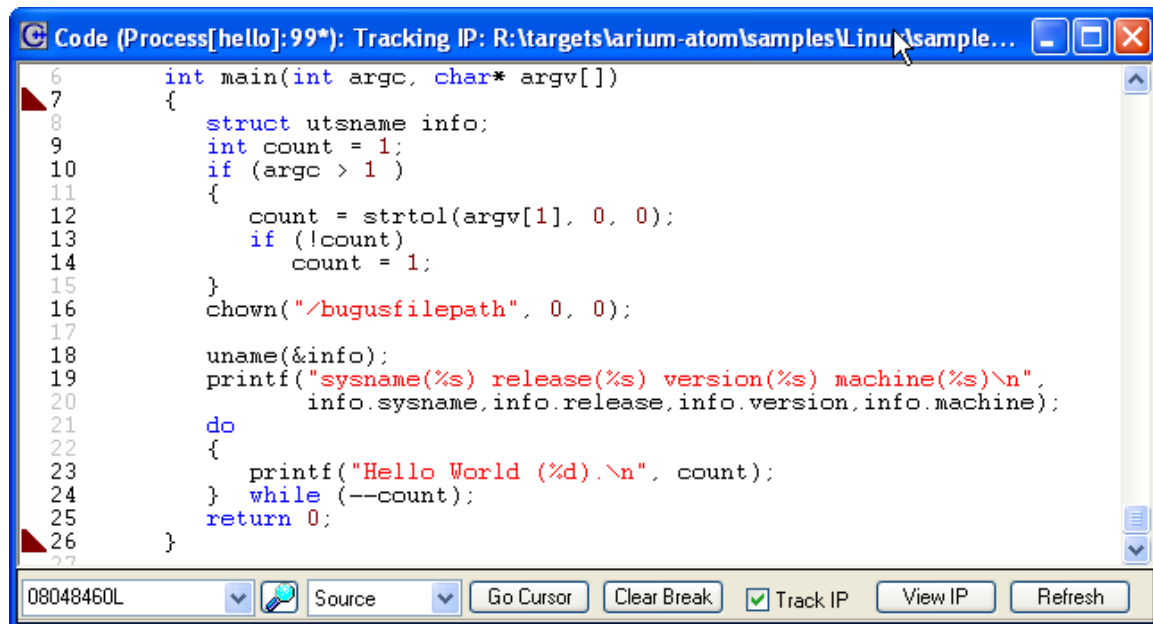 Code (Process[hello]:99*): Tracking IP: R:\targets\arium-atom\samples\Linux\sample...
6 int main(int argc, char* argv[])
7 {
8 struct utsname info;
9 int count = 1;
10 if (argc > 1 )
11 {
12 count = strtol(argv[1], 0, 0);
13 if (!count)
14 count = 1;
15 }
16 chown("/bugusfilepath", 0, 0);
17
18 uname(&info);
19 printf("sysname(%s) release(%s) version(%s) machine(%s)\n",
20 info.sysname,info.release,info.version,info.machine);
21 do
22 {
23 printf("Hello World (%d).\n", count);
24 } while (--count);
25 return 0;
26 }
27
08048460L Source Go Cursor Clear Break Track IP View IP Refresh